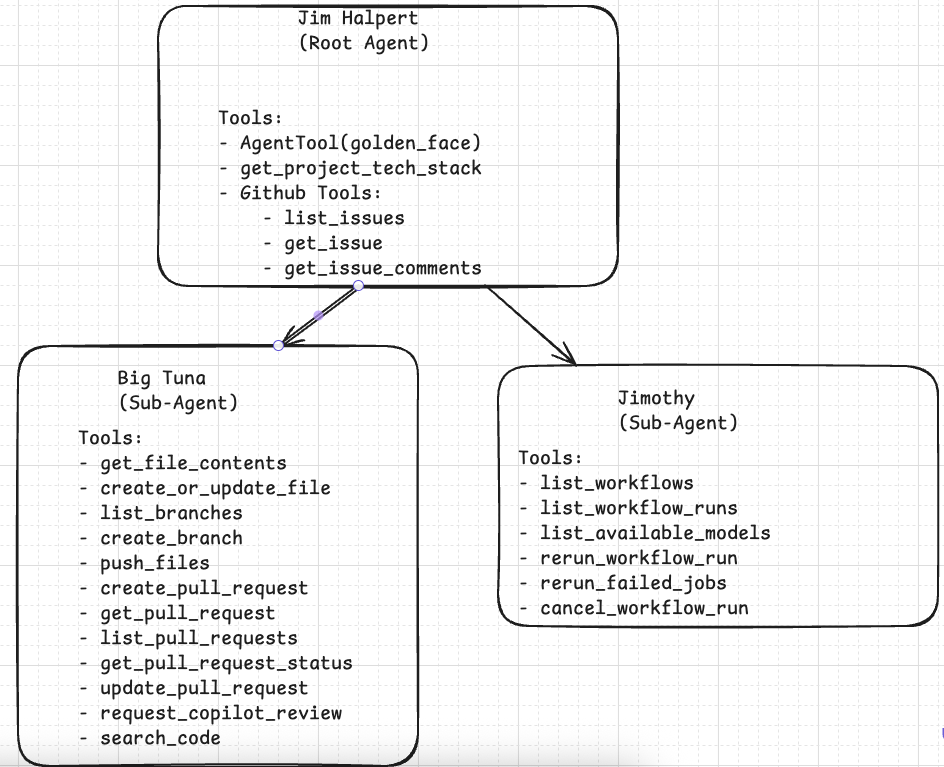 Jim Halpert
(Root Agent)
Tools:
- AgentTool(golden_face)
- get_project_tech_stack
- Github Tools:
- list_issues
- get_issue
- get_issue_comments
Big Tuna
(Sub-Agent)
Tools:
- get_file_contents
- create_or_update_file
- list_branches
- create_branch
- push_files
- create_pull_request
- get_pull_request
- list_pull_requests
- get_pull_request_status
- update_pull_request
- request_copilot_review
- search_code
Jimothy
(Sub-Agent)
Tools:
- list_workflows
- list_workflow_runs
- list_available_models
- rerun_workflow_run
- rerun_failed_jobs
- cancel_workflow_run